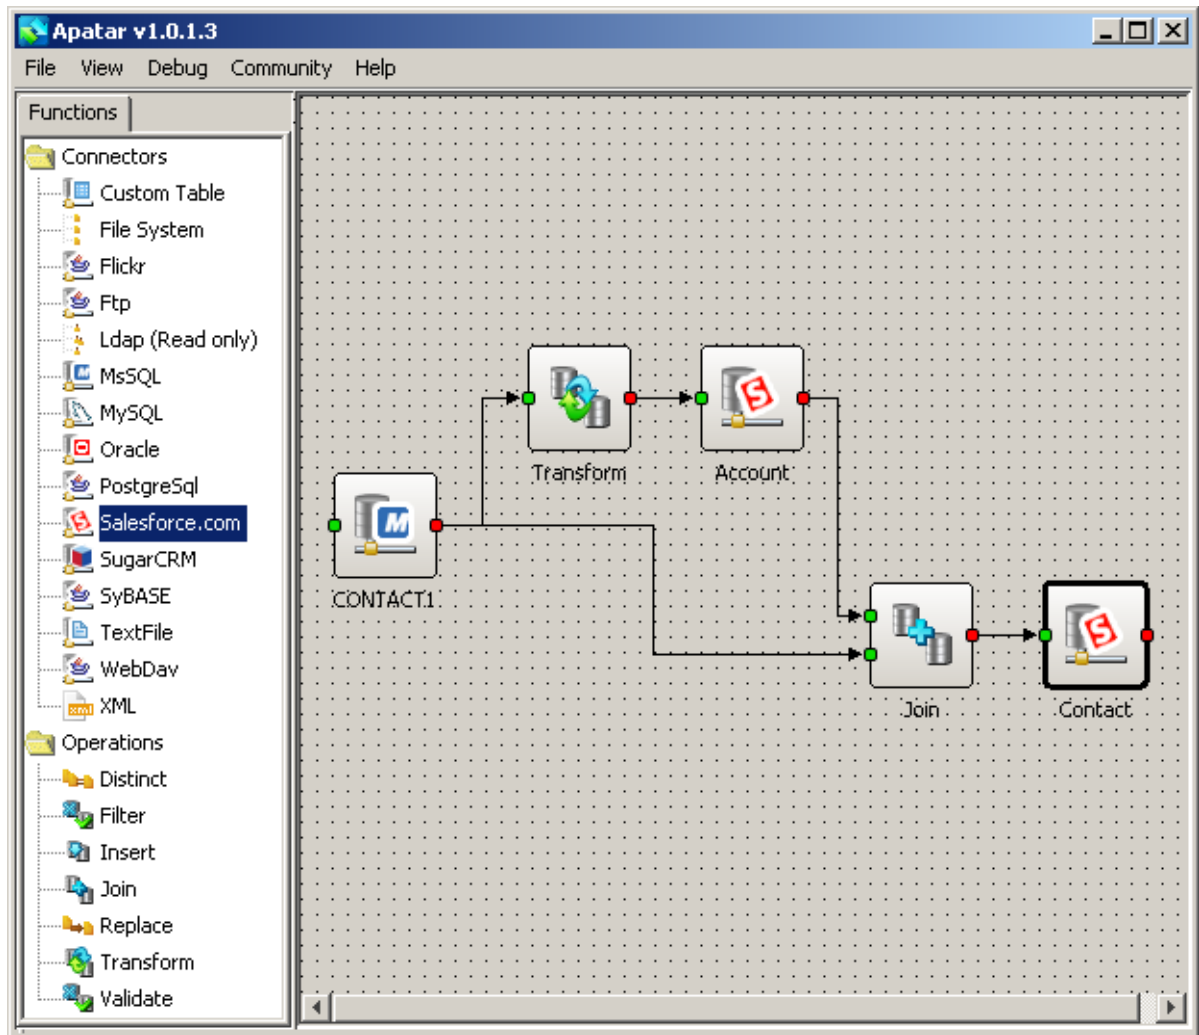 Apatar v1.0.1.3
File View Debug Community Help
Functions
Connectors
Custom Table
File System
Flickr
Ftp
Ldap (Read only)
MsSQL
MySQL
Oracle
PostgreSql
Salesforce.com
SugarCRM
SyBASE
TextFile
WebDav
XML
Operations
Distinct
Filter
Insert
Join
Replace
Transform
Validate
Transform
Account
CONTACT1
Join
Contact